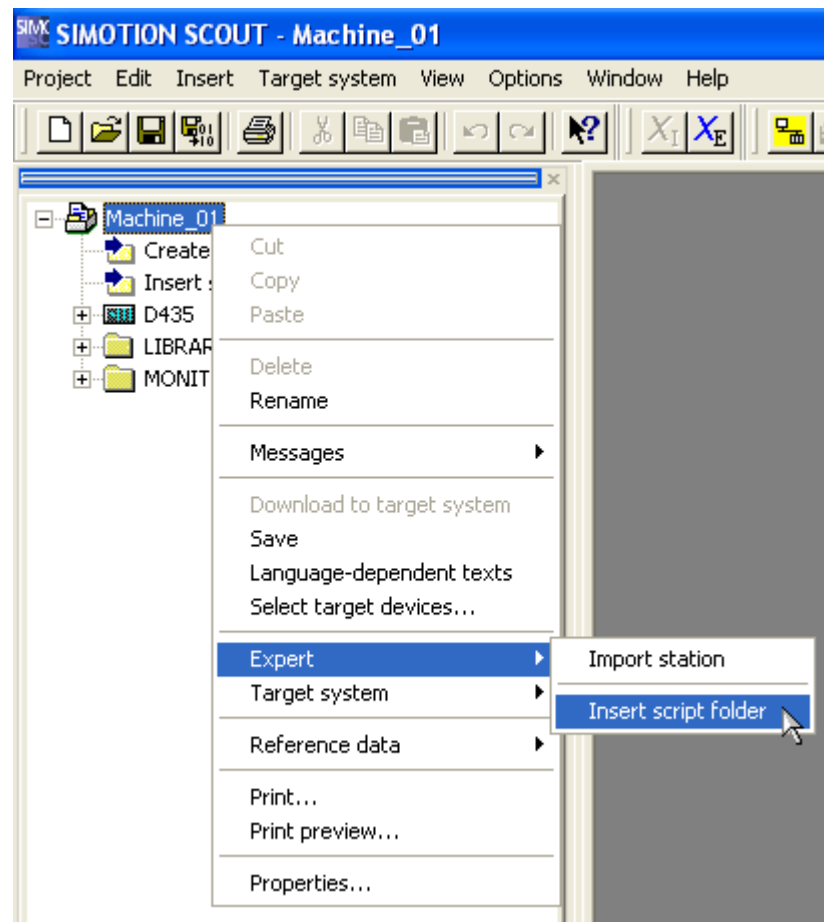 SIMOTION SCOUT - Machine_01
Project Edit Insert Target system View Options Window Help
Machine_01
Create
Insert
D435
LIBRAR
MONIT
Cut
Copy
Paste
Delete
Rename
Messages
Download to target system
Save
Language-dependent texts
Select target devices...
Expert
Target system
Reference data
Print...
Print preview...
Properties...
Import station
Insert script folder